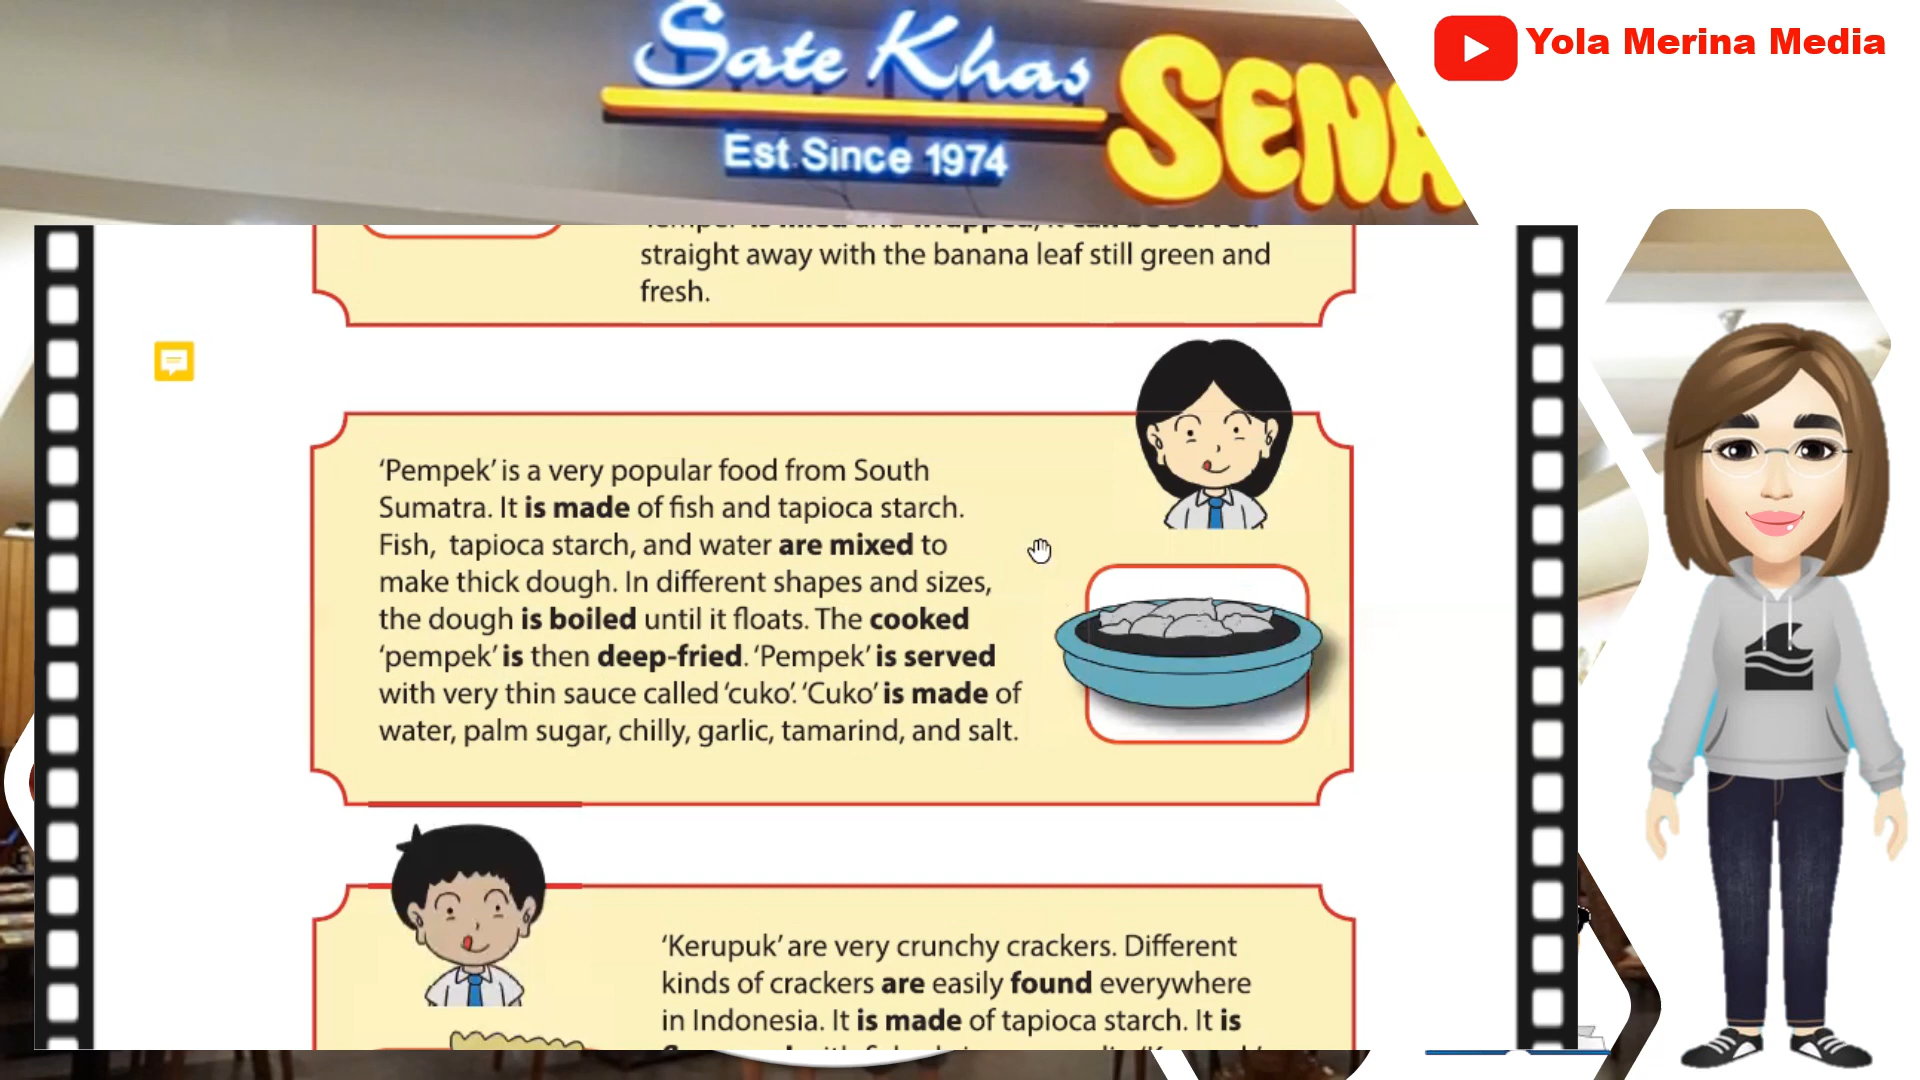 Sate Khas
Est.Since 1974
SENA
Yola Merina Media
straight away with the banana leaf still green and
fresh.
‘Pempek’ is a very popular food from South
Sumatra. It is made of fish and tapioca starch.
Fish, tapioca starch, and water are mixed to
make thick dough. In different shapes and sizes,
the dough is boiled until it floats. The cooked
‘pempek’ is then deep-fried. ‘Pempek’ is served
with very thin sauce called ‘cuko’. ‘Cuko’ is made of
water, palm sugar, chilly, garlic, tamarind, and salt.
‘Kerupuk’ are very crunchy crackers. Different
kinds of crackers are easily found everywhere
in Indonesia. It is made of tapioca starch. It is